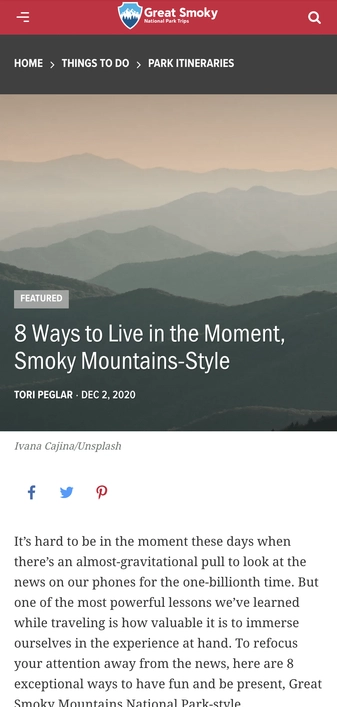 Great Smoky
National Park Trips
HOME > THINGS TO DO > PARK ITINERARIES
FEATURED
8 Ways to Live in the Moment,
Smoky Mountains-Style
TORI PEGLAR · DEC 2, 2020
Ivana Cajina/Unsplash
It’s hard to be in the moment these days when
there’s an almost-gravitational pull to look at the
news on our phones for the one-billionth time. But
one of the most powerful lessons we’ve learned
while traveling is how valuable it is to immerse
ourselves in the experience at hand. To refocus
your attention away from the news, here are 8
exceptional ways to have fun and be present, Great
Smoky Mountains National Park-style.